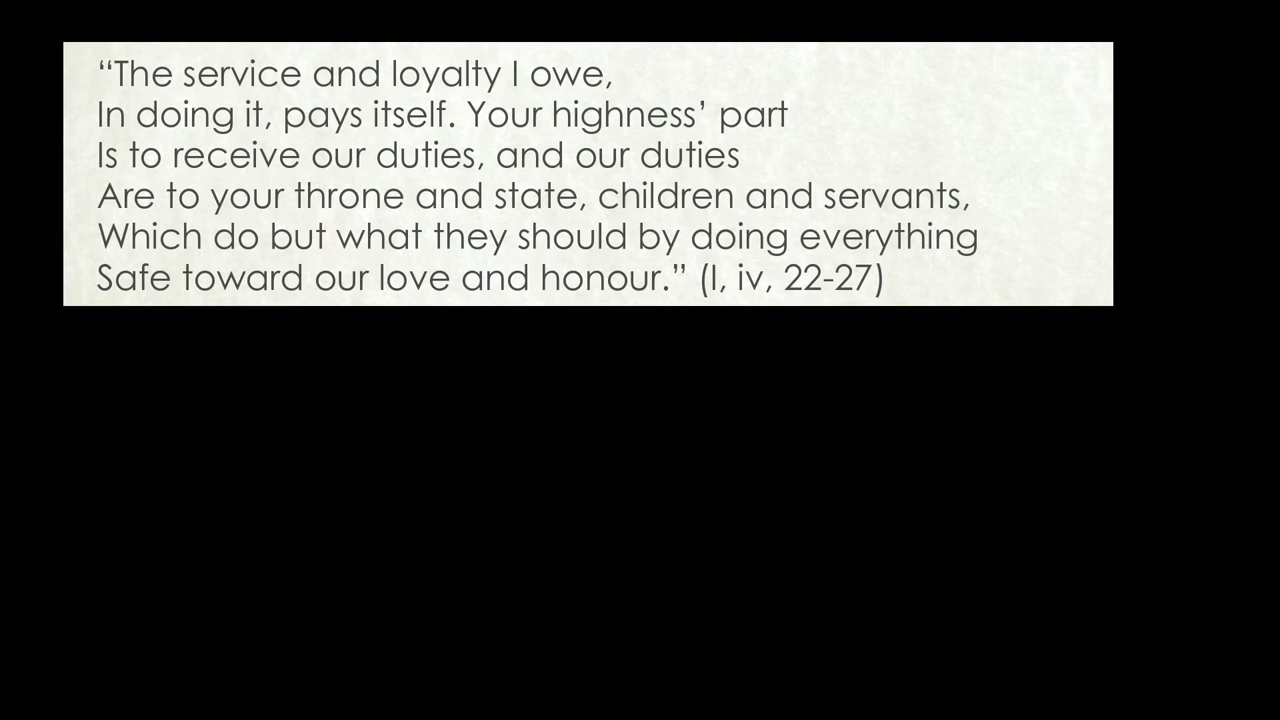 “The service and loyalty I owe,
In doing it, pays itself. Your highness’ part
Is to receive our duties, and our duties
Are to your throne and state, children and servants,
Which do but what they should by doing everything
Safe toward our love and honour.” (I, iv, 22-27)